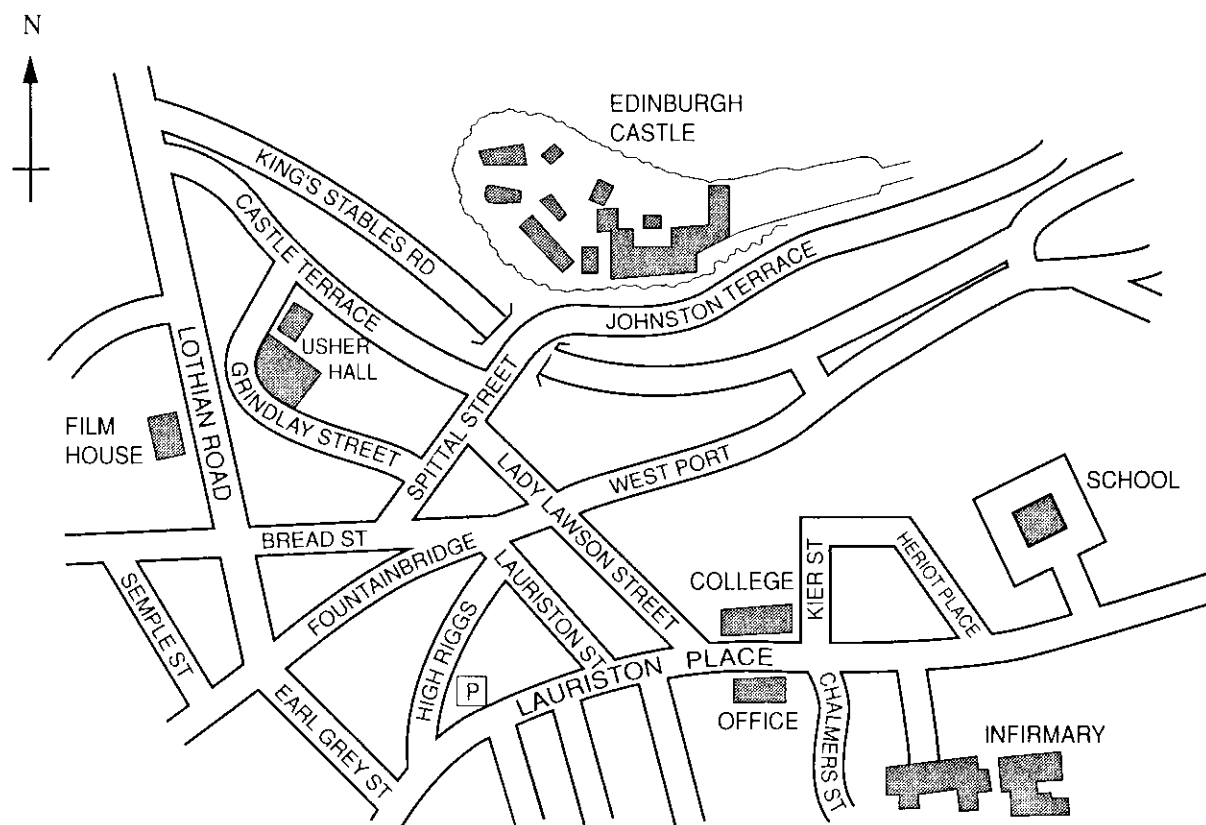 N
EDINBURGH
CASTLE
KING'S STABLES RD
CASTLE TERRACE
JOHNSTON TERRACE
USHER
HALL
LOTHIAN ROAD
GRINDLAY STREET
SPITTAL STREET
FILM
HOUSE
LADY LAWSON STREET
WEST PORT
SCHOOL
BREAD ST
FOUNTAINBRIDGE
SEMPLE ST
LAURISTON ST
HIGH RIGGS
COLLEGE
KIER ST
HERIOT PLACE
LAURISTON PLACE
P
OFFICE
EARL GREY ST
CHALMERS ST
INFIRMARY